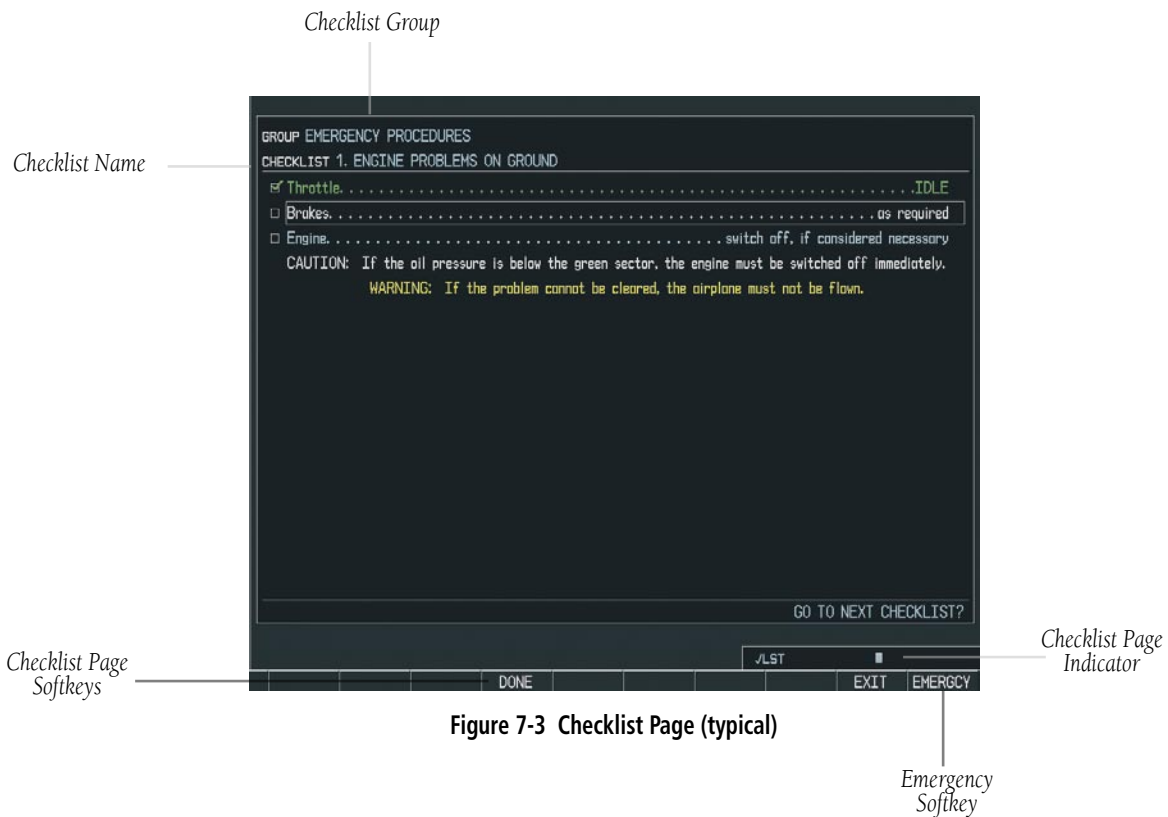 Checklist Group
GROUP EMERGENCY PROCEDURES
Checklist Name
CHECKLIST 1. ENGINE PROBLEMS ON GROUND
Throttle. . . . . . . . . . . . . . . . . . . . . . . . . . . . . . . . . . . . . . . . . . . . . . . . . . . . . . . . . . . .IDLE
Brakes. . . . . . . . . . . . . . . . . . . . . . . . . . . . . . . . . . . . . . . . . . . . . . . . . . . . . . . . as required
Engine. . . . . . . . . . . . . . . . . . . . . . . . . . . . . . . . . . . . . . . . . switch off, if considered necessary
CAUTION: If the oil pressure is below the green sector, the engine must be switched off immediately.
WARNING: If the problem cannot be cleared, the airplane must not be flown.
GO TO NEXT CHECKLIST?
√LST
Checklist Page
Indicator
Checklist Page
Softkeys
DONE EXIT EMERGCY
Figure 7-3 Checklist Page (typical)
Emergency
Softkey